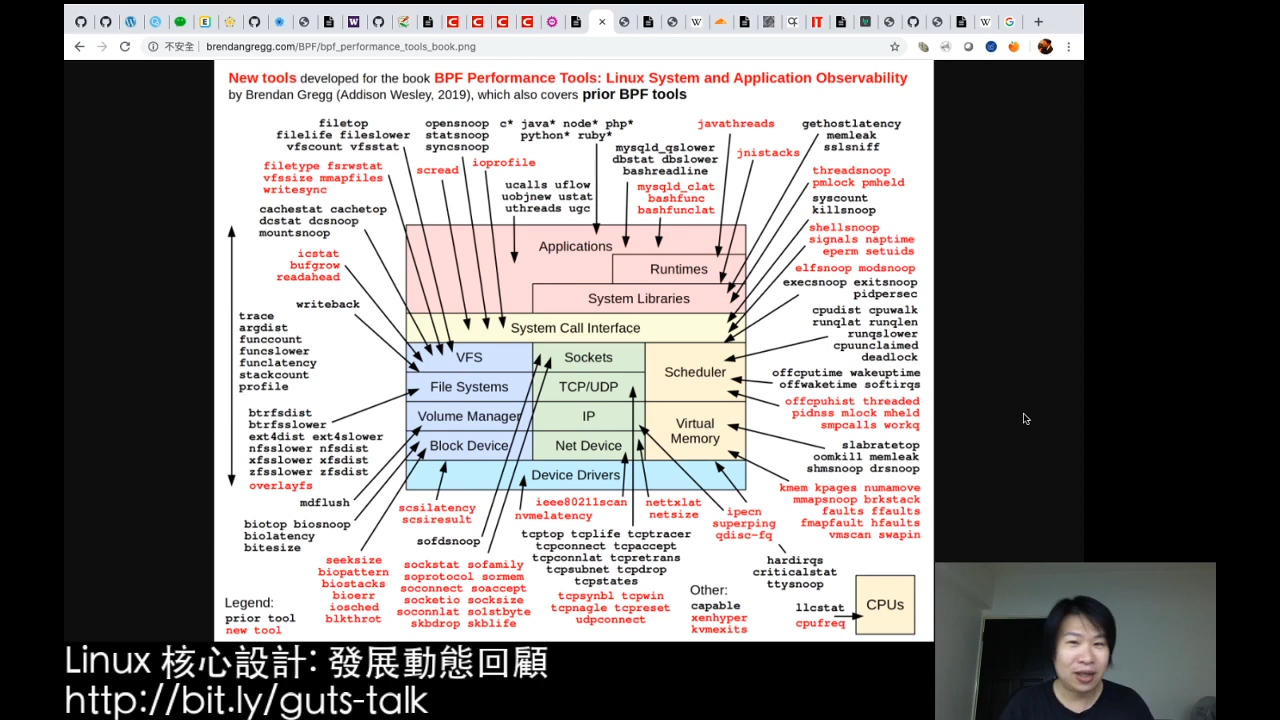 不安全 | brendangregg.com/BPF/bpf_performance_tools_book.png
New tools developed for the book BPF Performance Tools: Linux System and Application Observability
by Brendan Gregg (Addison Wesley, 2019), which also covers prior BPF tools
filetop
filelife fileslower
vfscount vfsstat
opensnoop
statsnoop
syncsnoop
c* java* node* php*
python* ruby*
javathreads
gethostlatency
memleak
sslsniff
filetype fsrwstat
vfssize mmapfiles
writesync
scread
ioprofile
mysqld_qslower
dbstat dbslower
bashreadline
jnistacks
threadsnoop
pmlock pmheld
ucalls uflow
uobjnew ustat
uthreads ugc
mysqld_clat
bashfunc
bashfunclat
syscount
killsnoop
cachestat cachetop
dcstat dcsnoop
mountsnoop
shellsnoop
signals naptime
eperm setuids
icstat
bufgrow
readahead
elfsnoop modsnoop
execsnoop exitsnoop
pidpersec
writeback
Applications
Runtimes
System Libraries
System Call Interface
VFS
Sockets
Scheduler
File Systems
TCP/UDP
Volume Manager
IP
Virtual
Memory
Block Device
Net Device
Device Drivers
trace
argdist
funccount
funcslower
funclatency
stackcount
profile
cpudist cpuwalk
runqlat runqlen
runqslower
cpuunclaimed
deadlock
offcputime wakeuptime
offwaketime softirqs
offcpuhist threaded
pidnss mlock mheld
smpcalls workq
btrfsdist
btrfsslower
ext4dist ext4slower
nfsslower nfsdist
xfsslower xfsdist
zfsslower zfsdist
overlayfs
slabratetop
oomkill memleak
shmsnoop drsnoop
mdflush
kmem kpages numamove
mmapsnoop brkstack
faults ffaults
fmapfault hfaults
vmscan swapin
biotop biosnoop
biolatency
bitesize
scsilatency
scsiresult
nvmelatency
ieee80211scan
nettxlat
netsize
ipecn
superping
qdisc-fq
sofdsnoop
tcptop tcplife tcptracer
tcpconnect tcpaccept
tcpconnlat tcpretrans
tcpsubnet tcpdrop
tcpstates
hardirqs
criticalstat
ttysnoop
seeksize
biopattern
biostacks
bioerr
iosched
blkthrot
sockstat sofamily
soprotocol sormem
soconnect soaccept
socketio socksize
soconnlat so1stbyte
skbdrop skblife
tcpsynbl tcpwin
tcpnagle tcpreset
udpconnect
Other:
capable
xenhyper
kvmexits
llcstat
cpufreq
CPUs
Legend:
prior tool
new tool
Linux 核心設計: 發展動態回顧
http://bit.ly/guts-talk